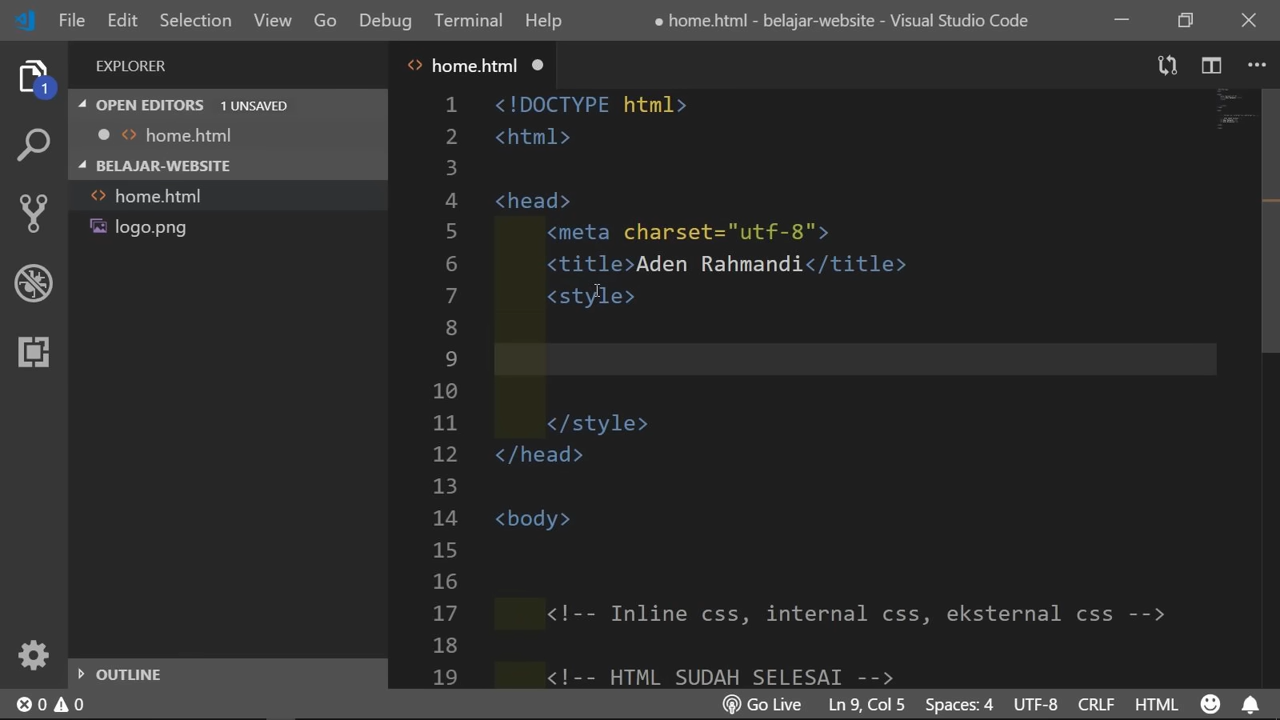 File Edit Selection View Go Debug Terminal Help ● home.html - belajar-website - Visual Studio Code
EXPLORER
<> home.html ●
1
OPEN EDITORS 1 UNSAVED
● <> home.html
BELAJAR-WEBSITE
<> home.html
logo.png
OUTLINE
1 <!DOCTYPE html>
2 <html>
3
4 <head>
5 <meta charset="utf-8">
6 <title>Aden Rahmandi</title>
7 <style>
8
9
10
11 </style>
12 </head>
13
14 <body>
15
16
17 <!-- Inline css, internal css, eksternal css -->
18
19 <!-- HTML SUDAH SELESAI -->
0 0 Go Live Ln 9, Col 5 Spaces: 4 UTF-8 CRLF HTML